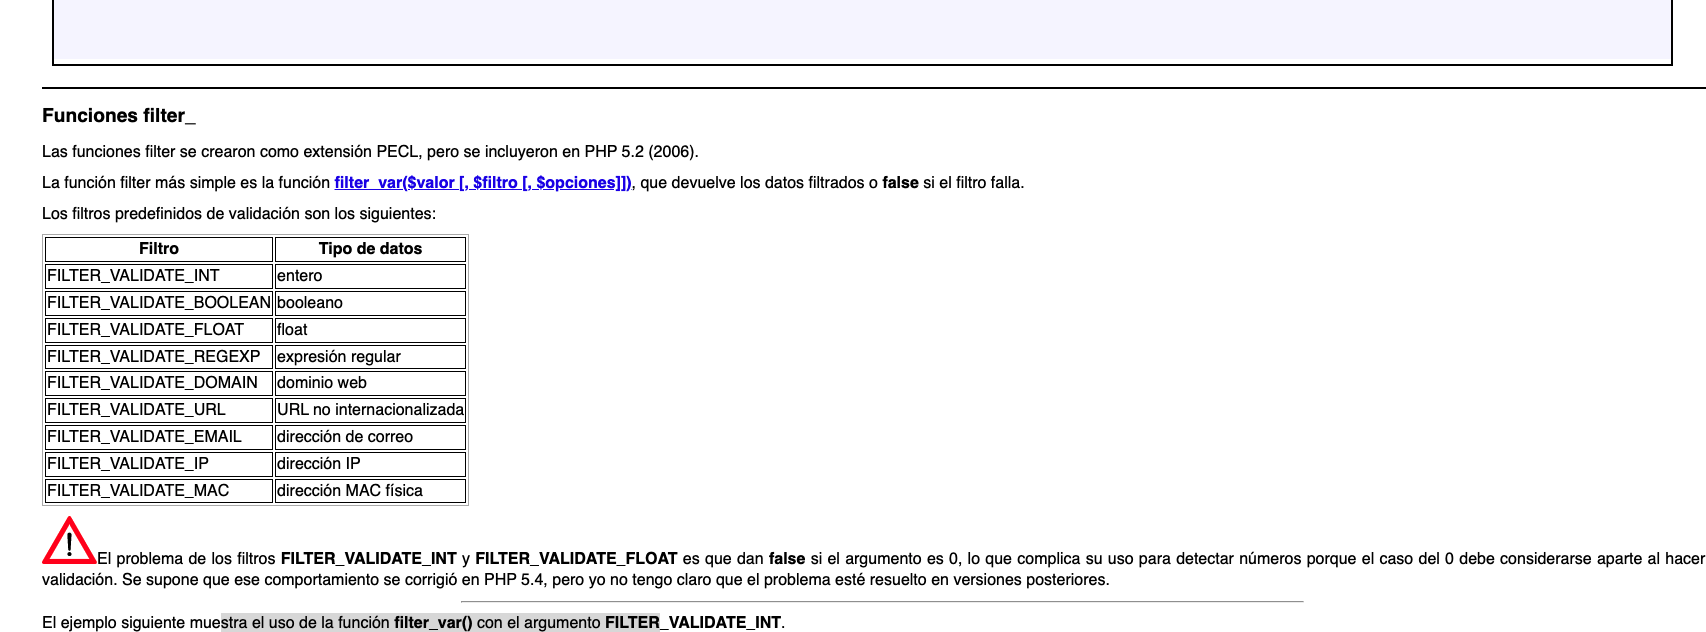 Funciones filter_
Las funciones filter se crearon como extensión PECL, pero se incluyeron en PHP 5.2 (2006).
La función filter más simple es la función filter_var($valor [, $filtro [, $opciones]]), que devuelve los datos filtrados o false si el filtro falla.
Los filtros predefinidos de validación son los siguientes:
Filtro Tipo de datos
FILTER_VALIDATE_INT entero
FILTER_VALIDATE_BOOLEAN booleano
FILTER_VALIDATE_FLOAT float
FILTER_VALIDATE_REGEXP expresión regular
FILTER_VALIDATE_DOMAIN dominio web
FILTER_VALIDATE_URL URL no internacionalizada
FILTER_VALIDATE_EMAIL dirección de correo
FILTER_VALIDATE_IP dirección IP
FILTER_VALIDATE_MAC dirección MAC física
! El problema de los filtros FILTER_VALIDATE_INT y FILTER_VALIDATE_FLOAT es que dan false si el argumento es 0, lo que complica su uso para detectar números porque el caso del 0 debe considerarse aparte al hacer
validación. Se supone que ese comportamiento se corrigió en PHP 5.4, pero yo no tengo claro que el problema esté resuelto en versiones posteriores.
El ejemplo siguiente muestra el uso de la función filter_var() con el argumento FILTER_VALIDATE_INT.